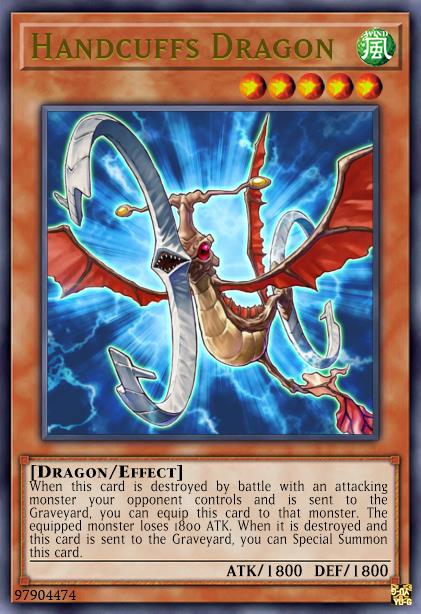 HANDCUFFS DRAGON
WIND
風
[DRAGON/EFFECT]
When this card is destroyed by battle with an attacking
monster your opponent controls and is sent to the
Graveyard, you can equip this card to that monster. The
equipped monster loses 1800 ATK. When it is destroyed and
this card is sent to the Graveyard, you can Special Summon
this card.
ATK/1800 DEF/1800
97904474